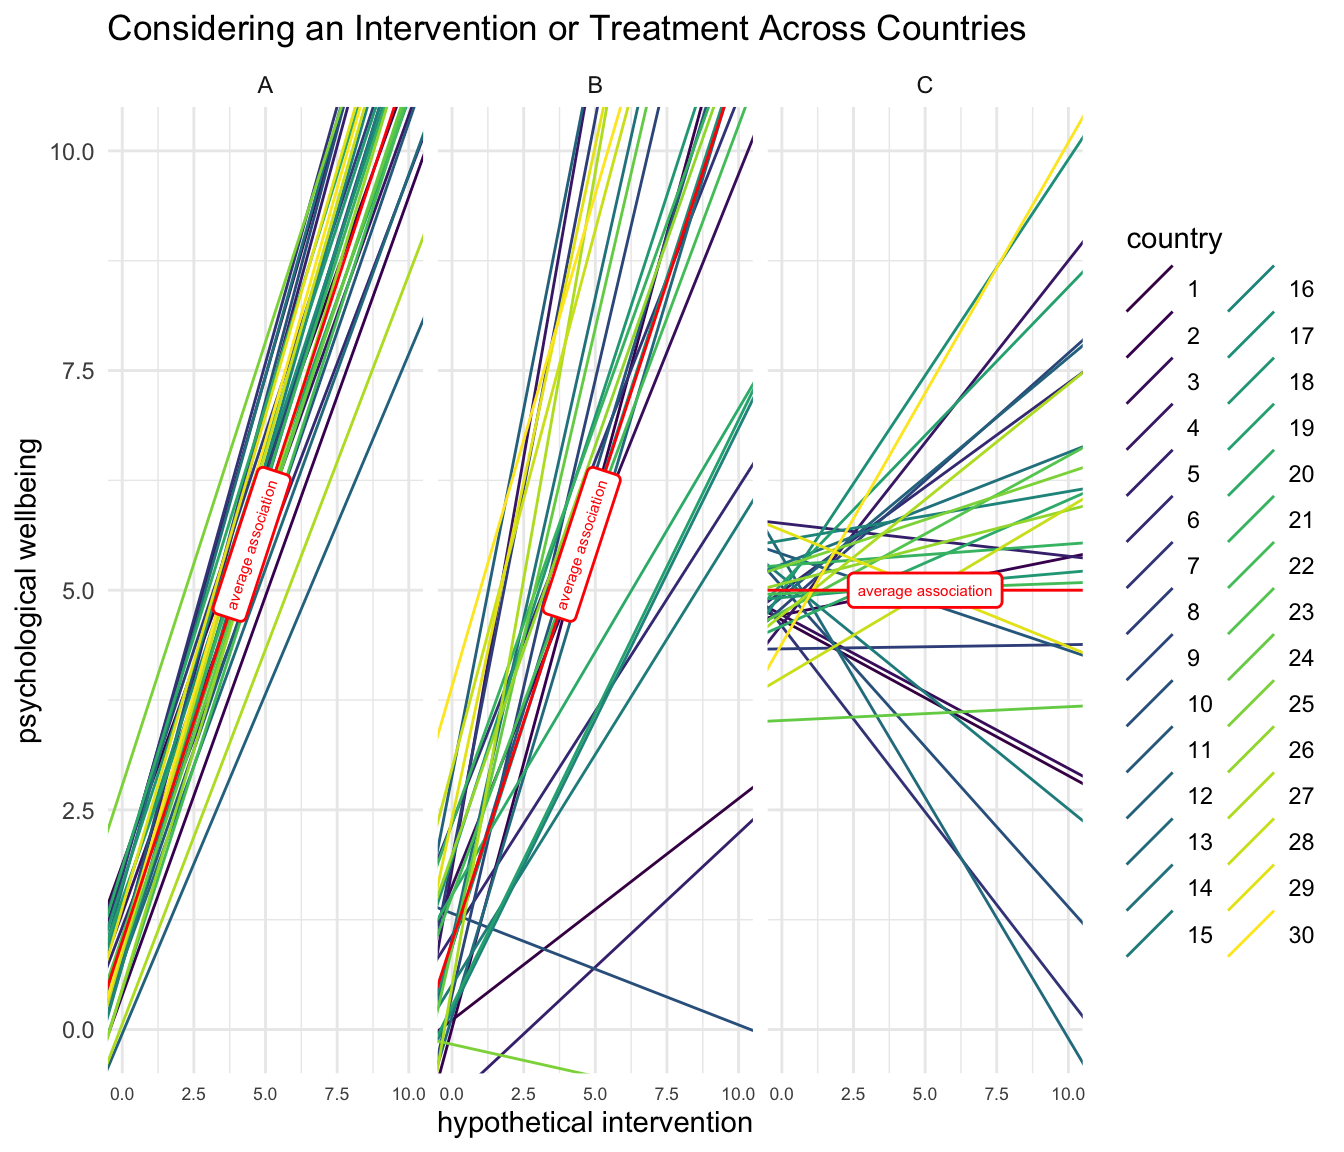 Considering an Intervention or Treatment Across Countries
A B C
10.0
7.5
5.0
2.5
0.0
psychological wellbeing
average association
average association
average association
0.0 2.5 5.0 7.5 10.0 0.0 2.5 5.0 7.5 10.0 0.0 2.5 5.0 7.5 10.0
hypothetical intervention
country
1 16
2 17
3 18
4 19
5 20
6 21
7 22
8 23
9 24
10 25
11 26
12 27
13 28
14 29
15 30